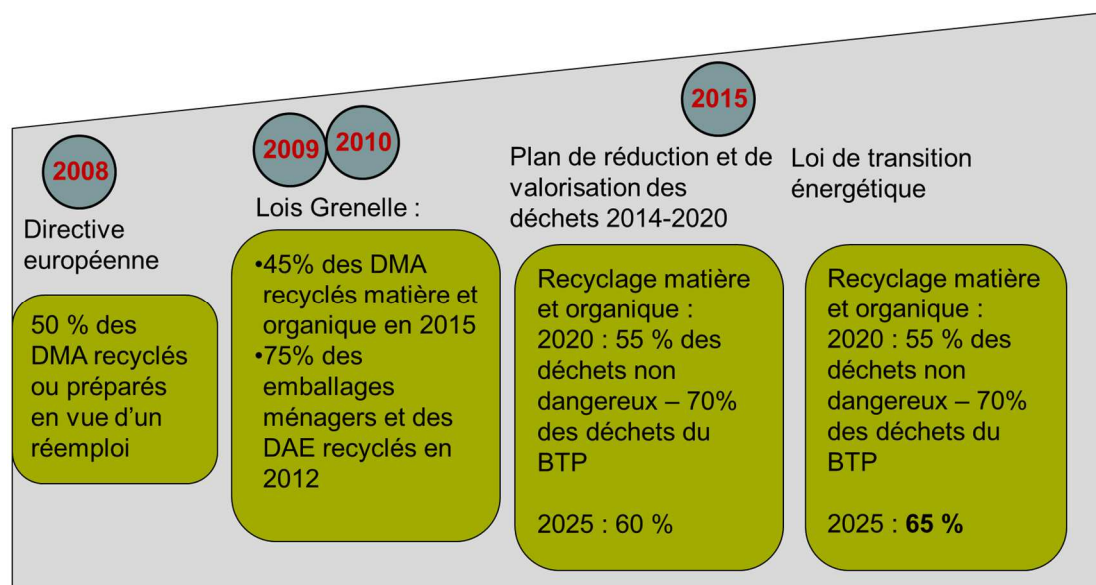 2008
Directive
européenne
50 % des
DMA recyclés
ou préparés
en vue d'un
réemploi
2009
2010
Lois Grenelle :
•45% des DMA
recyclés matière et
organique en 2015
•75% des
emballages
ménagers et des
DAE recyclés en
2012
2015
Plan de réduction et de
valorisation des
déchets 2014-2020
Recyclage matière
et organique :
2020 : 55 % des
déchets non
dangereux – 70%
des déchets du
BTP
2025 : 60 %
Loi de transition
énergétique
Recyclage matière
et organique :
2020 : 55 % des
déchets non
dangereux – 70%
des déchets du
BTP
2025 : 65 %